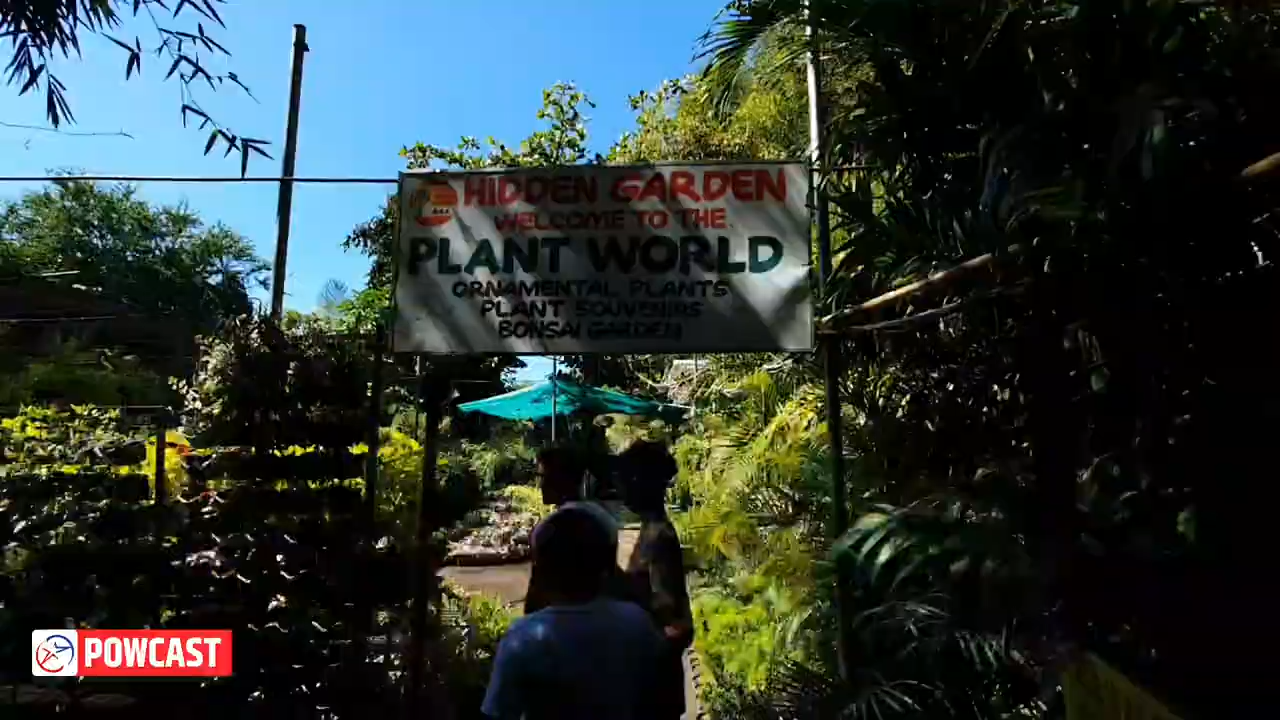 HIDDEN GARDEN
WELCOME TO THE
PLANT WORLD
ORNAMENTAL PLANTS
PLANT SOUVENIRS
BONSAI GARDEN
POWCAST